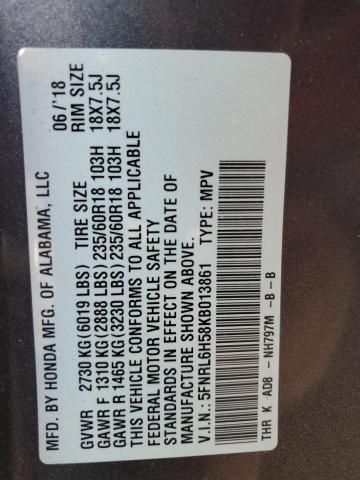 MFD. BY HONDA MFG. OF ALABAMA, LLC 06/'18
GVWR 2730 KG(6019 LBS) TIRE SIZE RIM SIZE
GAWR F 1310 KG (2888 LBS) 235/60R18 103H 18X7.5J
GAWR R 1465 KG(3230 LBS) 235/60R18 103H 18X7.5J
THIS VEHICLE CONFORMS TO ALL APPLICABLE
FEDERAL MOTOR VEHICLE SAFETY
STANDARDS IN EFFECT ON THE DATE OF
MANUFACTURE SHOWN ABOVE.
V.I.N.: 5FNRL6H58KB013861 TYPE: MPV
THR K AD8 - NH797M -B -B